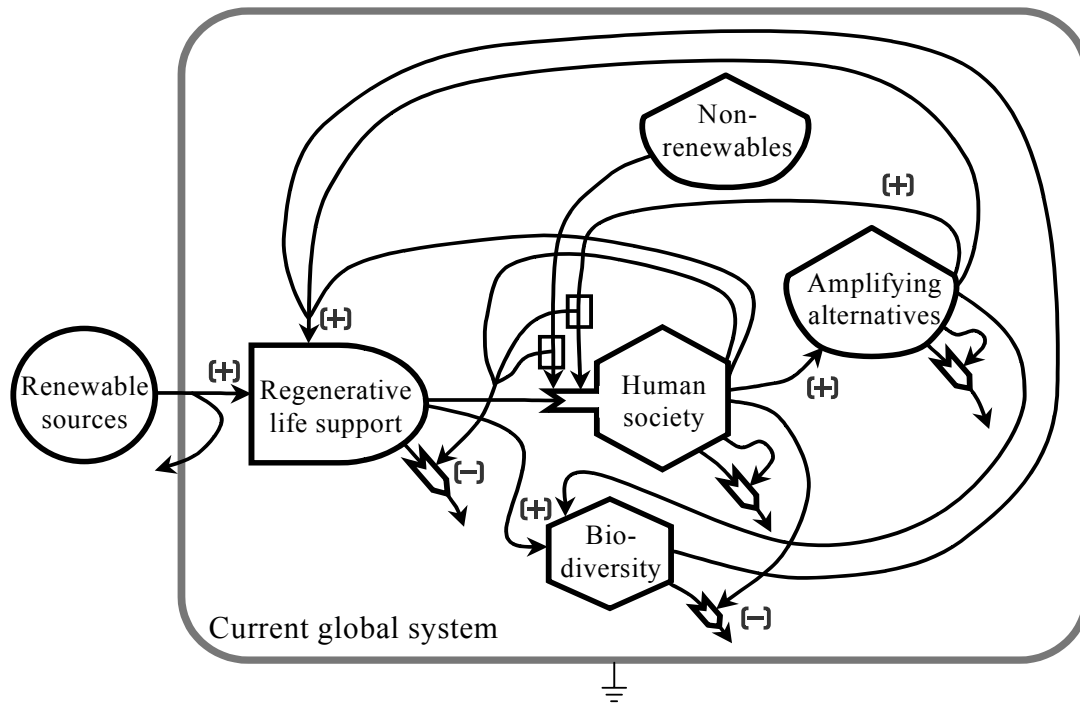 Non-
renewables
(+)
Amplifying
alternatives
(+)
(+)
Renewable
sources
Regenerative
life support
Human
society
(+)
(−)
(+)
Bio-
diversity
(−)
Current global system